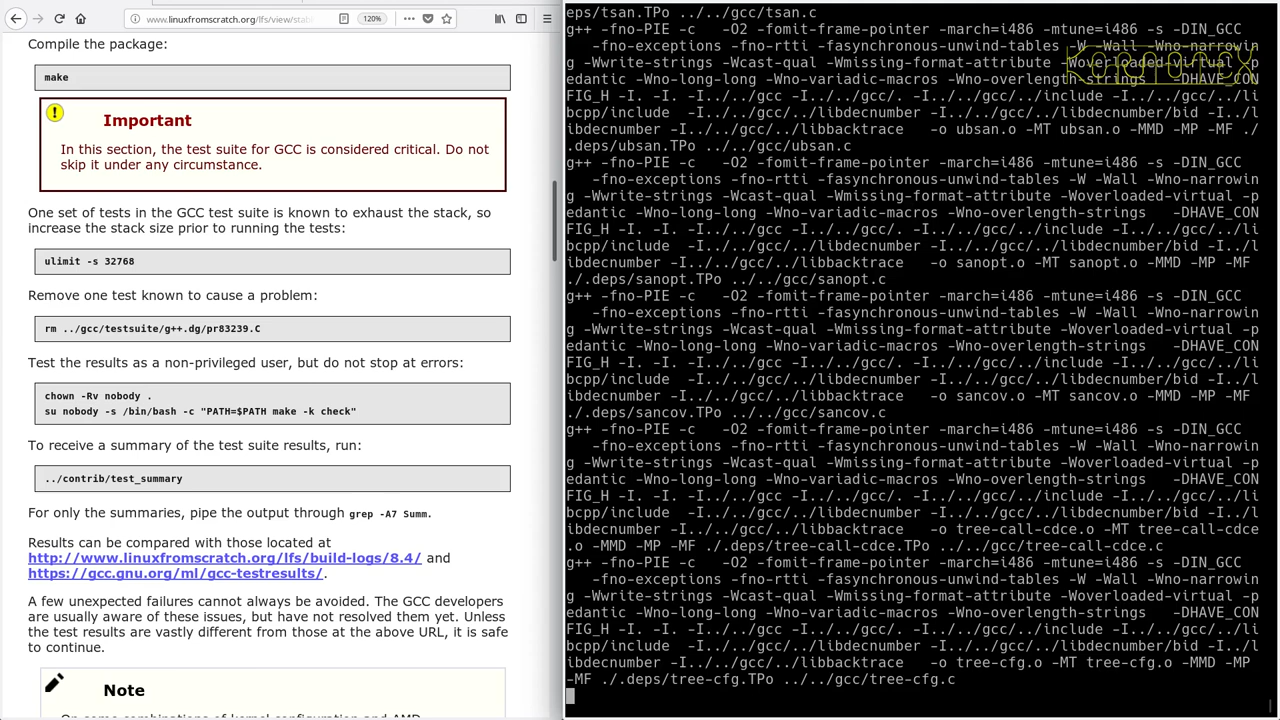 www.linuxfromscratch.org/lfs/view/stab
120%
Compile the package:
make
Important
In this section, the test suite for GCC is considered critical. Do not
skip it under any circumstance.
One set of tests in the GCC test suite is known to exhaust the stack, so
increase the stack size prior to running the tests:
ulimit -s 32768
Remove one test known to cause a problem:
rm ../gcc/testsuite/g++.dg/pr83239.C
Test the results as a non-privileged user, but do not stop at errors:
chown -Rv nobody .
su nobody -s /bin/bash -c "PATH=$PATH make -k check"
To receive a summary of the test suite results, run:
../contrib/test_summary
For only the summaries, pipe the output through grep -A7 Summ.
Results can be compared with those located at
http://www.linuxfromscratch.org/lfs/build-logs/8.4/ and
https://gcc.gnu.org/ml/gcc-testresults/.
A few unexpected failures cannot always be avoided. The GCC developers
are usually aware of these issues, but have not resolved them yet. Unless
the test results are vastly different from those at the above URL, it is safe
to continue.
Note
eps/tsan.TPo ../../gcc/tsan.c
g++ -fno-PIE -c   -O2 -fomit-frame-pointer -march=i486 -mtune=i486 -s -DIN_GCC
-fno-exceptions -fno-rtti -fasynchronous-unwind-tables -W -Wall -Wno-narrowin
g -Wwrite-strings -Wcast-qual -Wmissing-format-attribute -Woverloaded-virtual -p
edantic -Wno-long-long -Wno-variadic-macros -Wno-overlength-strings   -DHAVE_CON
FIG_H -I. -I. -I../../gcc -I../../gcc/. -I../../gcc/../include -I../../gcc/../li
bcpp/include  -I../../gcc/../libdecnumber -I../../gcc/../libdecnumber/bid -I../l
ibdecnumber -I../../gcc/../libbacktrace   -o ubsan.o -MT ubsan.o -MMD -MP -MF ./
.deps/ubsan.TPo ../../gcc/ubsan.c
g++ -fno-PIE -c   -O2 -fomit-frame-pointer -march=i486 -mtune=i486 -s -DIN_GCC
-fno-exceptions -fno-rtti -fasynchronous-unwind-tables -W -Wall -Wno-narrowin
g -Wwrite-strings -Wcast-qual -Wmissing-format-attribute -Woverloaded-virtual -p
edantic -Wno-long-long -Wno-variadic-macros -Wno-overlength-strings   -DHAVE_CON
FIG_H -I. -I. -I../../gcc -I../../gcc/. -I../../gcc/../include -I../../gcc/../li
bcpp/include  -I../../gcc/../libdecnumber -I../../gcc/../libdecnumber/bid -I../l
ibdecnumber -I../../gcc/../libbacktrace   -o sanopt.o -MT sanopt.o -MMD -MP -MF
./.deps/sanopt.TPo ../../gcc/sanopt.c
g++ -fno-PIE -c   -O2 -fomit-frame-pointer -march=i486 -mtune=i486 -s -DIN_GCC
-fno-exceptions -fno-rtti -fasynchronous-unwind-tables -W -Wall -Wno-narrowin
g -Wwrite-strings -Wcast-qual -Wmissing-format-attribute -Woverloaded-virtual -p
edantic -Wno-long-long -Wno-variadic-macros -Wno-overlength-strings   -DHAVE_CON
FIG_H -I. -I. -I../../gcc -I../../gcc/. -I../../gcc/../include -I../../gcc/../li
bcpp/include  -I../../gcc/../libdecnumber -I../../gcc/../libdecnumber/bid -I../l
ibdecnumber -I../../gcc/../libbacktrace   -o sancov.o -MT sancov.o -MMD -MP -MF
./.deps/sancov.TPo ../../gcc/sancov.c
g++ -fno-PIE -c   -O2 -fomit-frame-pointer -march=i486 -mtune=i486 -s -DIN_GCC
-fno-exceptions -fno-rtti -fasynchronous-unwind-tables -W -Wall -Wno-narrowin
g -Wwrite-strings -Wcast-qual -Wmissing-format-attribute -Woverloaded-virtual -p
edantic -Wno-long-long -Wno-variadic-macros -Wno-overlength-strings   -DHAVE_CON
FIG_H -I. -I. -I../../gcc -I../../gcc/. -I../../gcc/../include -I../../gcc/../li
bcpp/include  -I../../gcc/../libdecnumber -I../../gcc/../libdecnumber/bid -I../l
ibdecnumber -I../../gcc/../libbacktrace   -o tree-call-cdce.o -MT tree-call-cdce
.o -MMD -MP -MF ./.deps/tree-call-cdce.TPo ../../gcc/tree-call-cdce.c
g++ -fno-PIE -c   -O2 -fomit-frame-pointer -march=i486 -mtune=i486 -s -DIN_GCC
-fno-exceptions -fno-rtti -fasynchronous-unwind-tables -W -Wall -Wno-narrowin
g -Wwrite-strings -Wcast-qual -Wmissing-format-attribute -Woverloaded-virtual -p
edantic -Wno-long-long -Wno-variadic-macros -Wno-overlength-strings   -DHAVE_CON
FIG_H -I. -I. -I../../gcc -I../../gcc/. -I../../gcc/../include -I../../gcc/../li
bcpp/include  -I../../gcc/../libdecnumber -I../../gcc/../libdecnumber/bid -I../l
ibdecnumber -I../../gcc/../libbacktrace   -o tree-cfg.o -MT tree-cfg.o -MMD -MP
-MF ./.deps/tree-cfg.TPo ../../gcc/tree-cfg.c